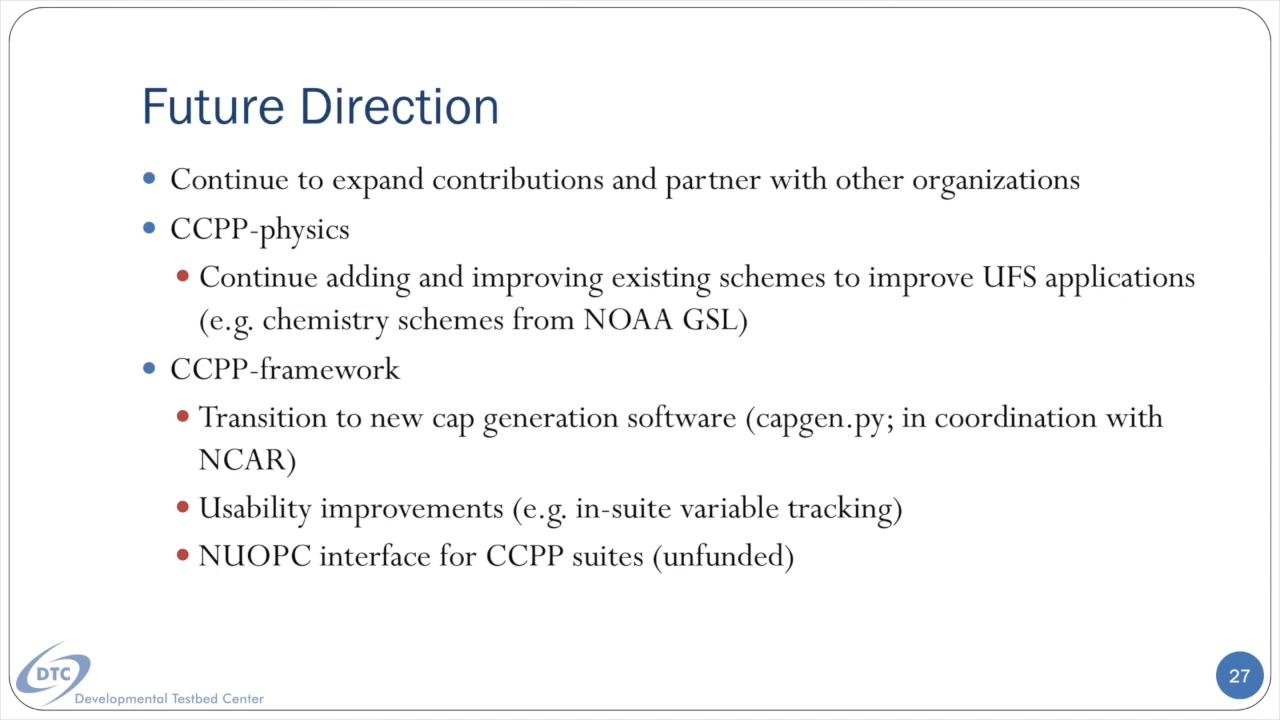 Future Direction
Continue to expand contributions and partner with other organizations
CCPP-physics
Continue adding and improving existing schemes to improve UFS applications
(e.g. chemistry schemes from NOAA GSL)
CCPP-framework
Transition to new cap generation software (capgen.py; in coordination with
NCAR)
Usability improvements (e.g. in-suite variable tracking)
NUOPC interface for CCPP suites (unfunded)
DTC
Developmental Testbed Center
27